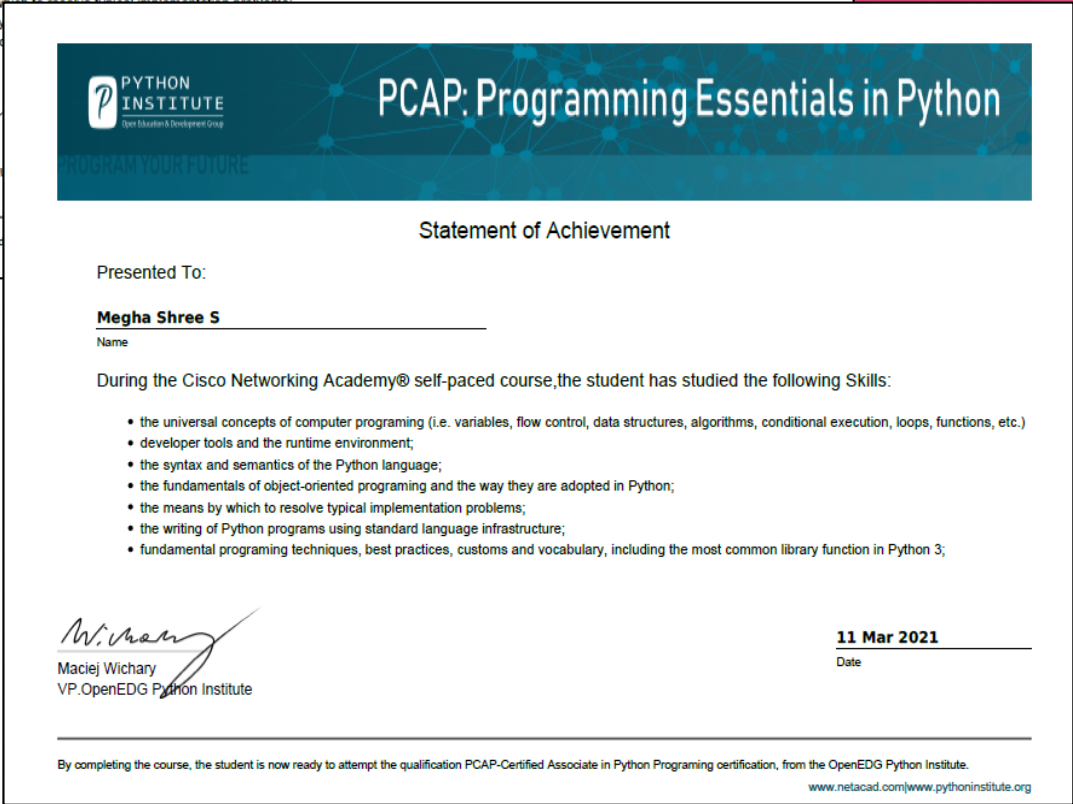 PYTHON
INSTITUTE
Open Education & Development Group
PCAP: Programming Essentials in Python
PROGRAM YOUR FUTURE
Statement of Achievement
Presented To:
Megha Shree S
Name
During the Cisco Networking Academy® self-paced course,the student has studied the following Skills:
• the universal concepts of computer programing (i.e. variables, flow control, data structures, algorithms, conditional execution, loops, functions, etc.)
• developer tools and the runtime environment;
• the syntax and semantics of the Python language;
• the fundamentals of object-oriented programing and the way they are adopted in Python;
• the means by which to resolve typical implementation problems;
• the writing of Python programs using standard language infrastructure;
• fundamental programing techniques, best practices, customs and vocabulary, including the most common library function in Python 3;
Maciej Wichary
VP.OpenEDG Python Institute
11 Mar 2021
Date
By completing the course, the student is now ready to attempt the qualification PCAP-Certified Associate in Python Programing certification, from the OpenEDG Python Institute.
www.netacad.com|www.pythoninstitute.org